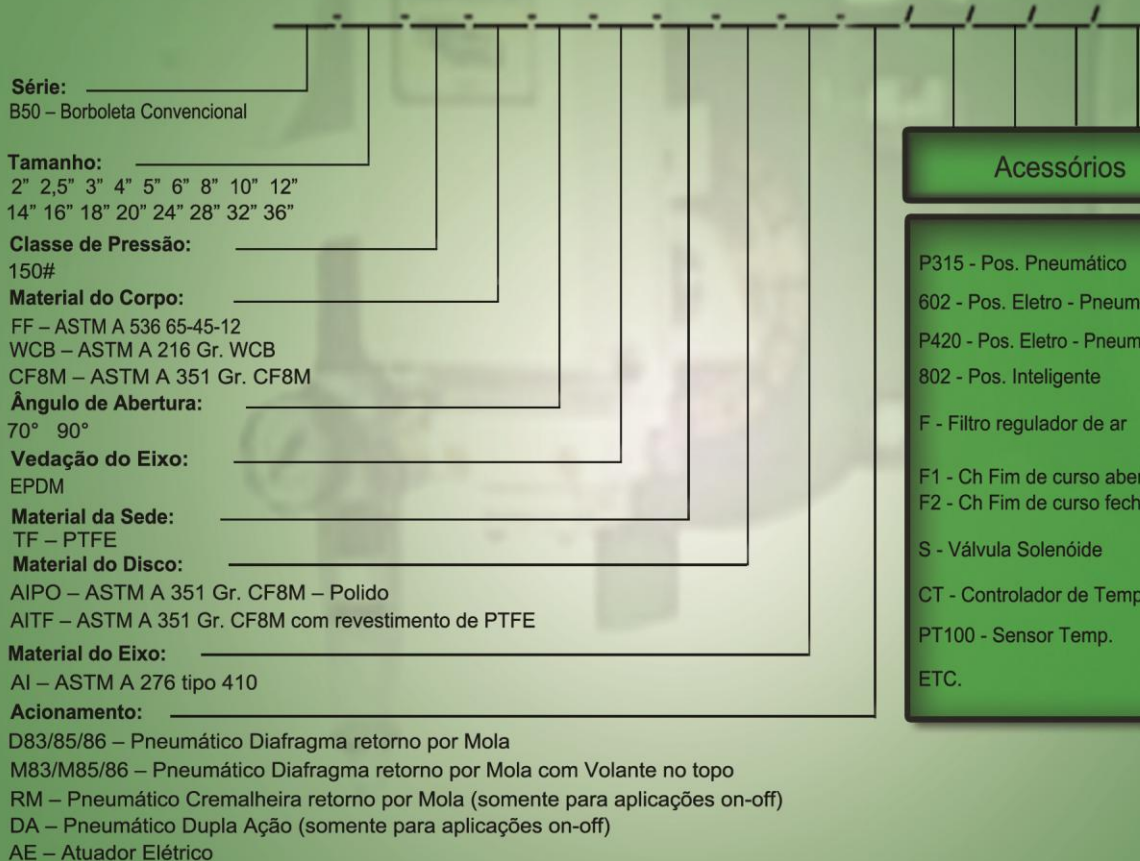 Série:
B50 – Borboleta Convencional
Tamanho:
2” 2,5” 3” 4” 5” 6” 8” 10” 12”
14” 16” 18” 20” 24” 28” 32” 36”
Classe de Pressão:
150#
Material do Corpo:
FF – ASTM A 536 65-45-12
WCB – ASTM A 216 Gr. WCB
CF8M – ASTM A 351 Gr. CF8M
Ângulo de Abertura:
70° 90°
Vedação do Eixo:
EPDM
Material da Sede:
TF – PTFE
Material do Disco:
AIPO – ASTM A 351 Gr. CF8M – Polido
AITF – ASTM A 351 Gr. CF8M com revestimento de PTFE
Material do Eixo:
AI – ASTM A 276 tipo 410
Acionamento:
D83/85/86 – Pneumático Diafragma retorno por Mola
M83/M85/86 – Pneumático Diafragma retorno por Mola com Volante no topo
RM – Pneumático Cremalheira retorno por Mola (somente para aplicações on-off)
DA – Pneumático Dupla Ação (somente para aplicações on-off)
AE – Atuador Elétrico
Acessórios
P315 - Pos. Pneumático
602 - Pos. Eletro - Pneum
P420 - Pos. Eletro - Pneum
802 - Pos. Inteligente
F - Filtro regulador de ar
F1 - Ch Fim de curso aber
F2 - Ch Fim de curso fech
S - Válvula Solenóide
CT - Controlador de Temp
PT100 - Sensor Temp.
ETC.